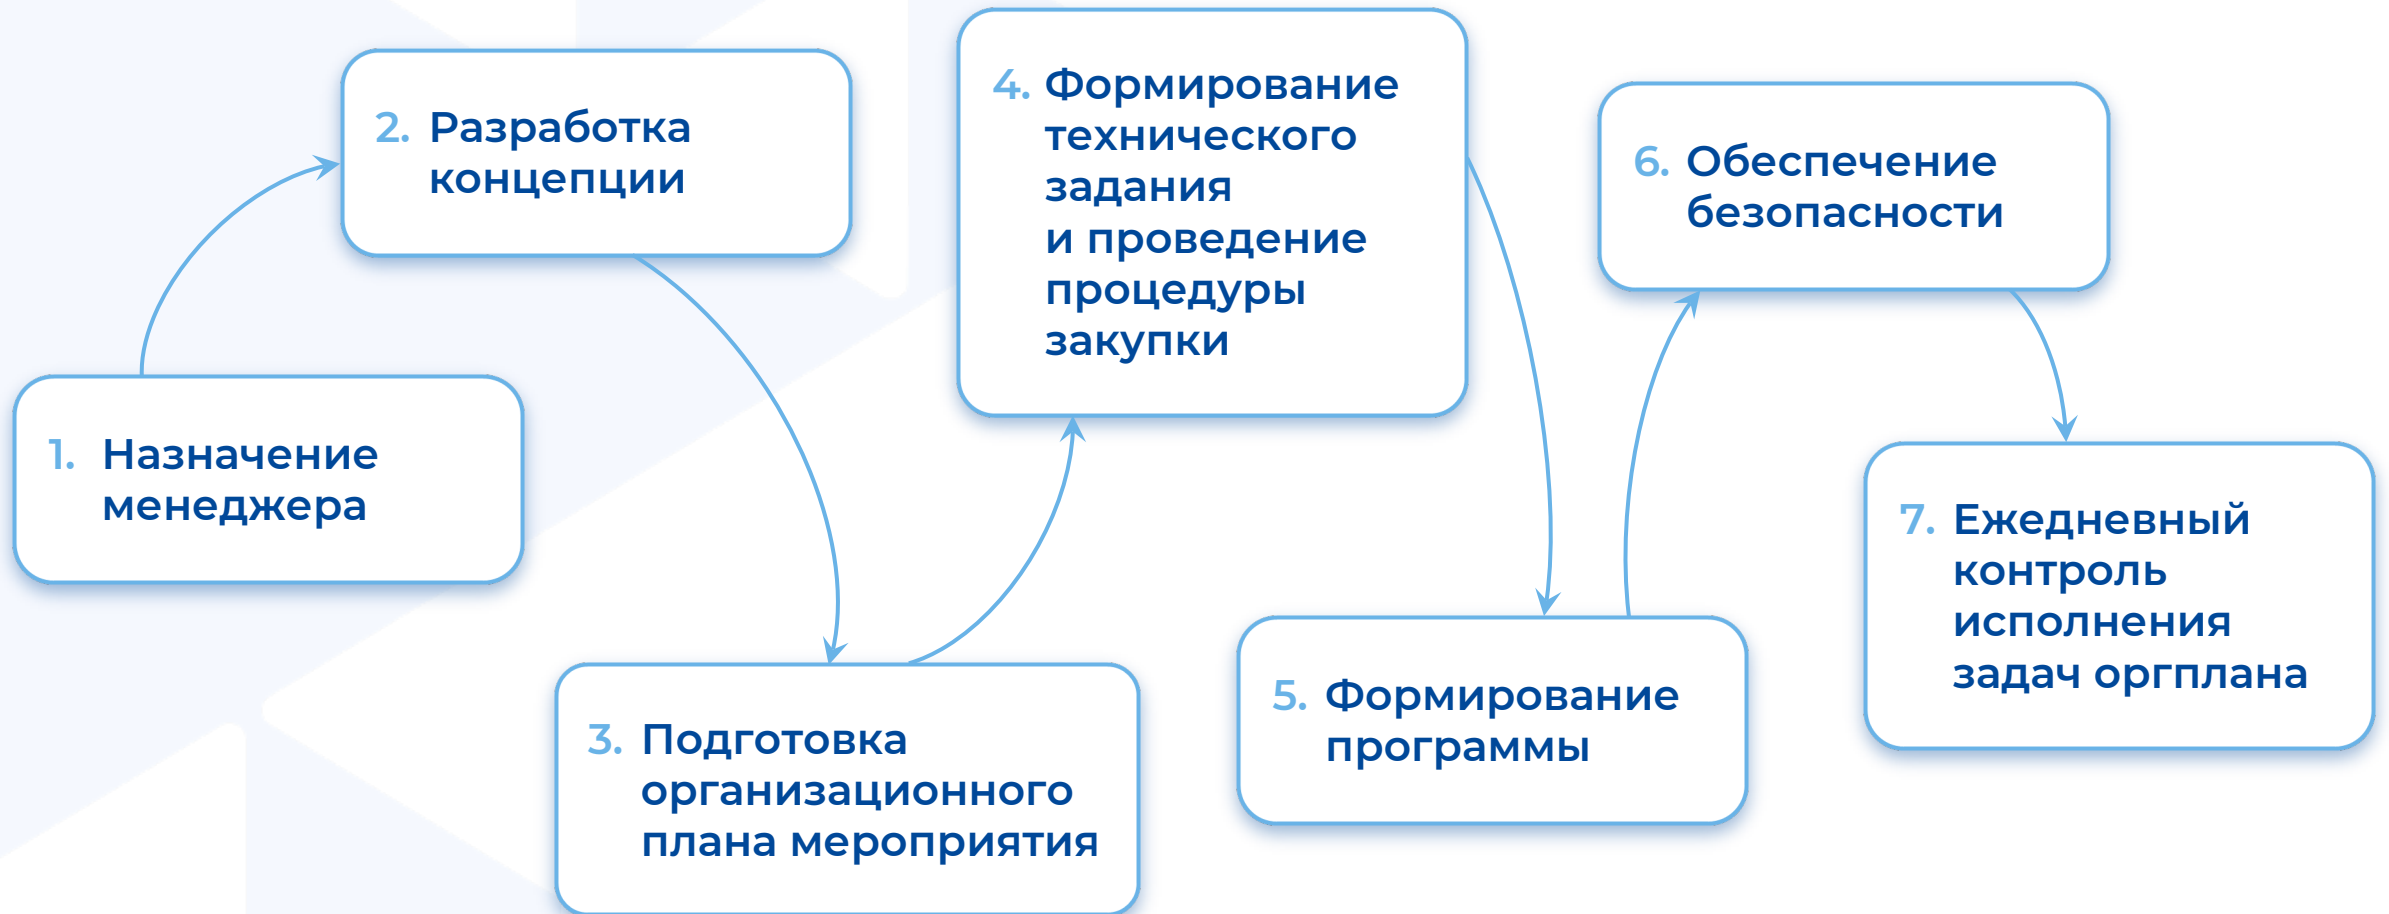 1. Назначение
менеджера
2. Разработка
концепции
3. Подготовка
организационного
плана мероприятия
4. Формирование
технического
задания
и проведение
процедуры
закупки
5. Формирование
программы
6. Обеспечение
безопасности
7. Ежедневный
контроль
исполнения
задач оргплана